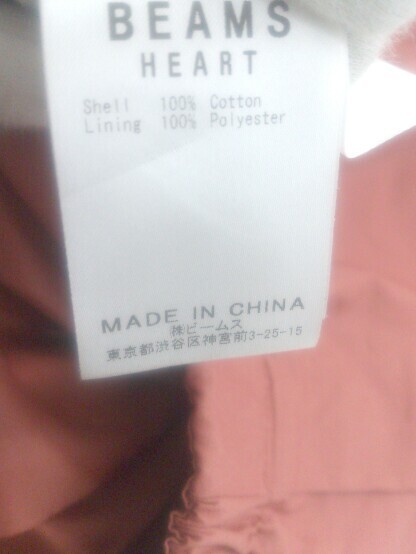 BEAMS
HEART
Shell 100% Cotton
Lining 100% Polyester
MADE IN CHINA
㈱ビームス
東京都渋谷区神宮前3-25-15